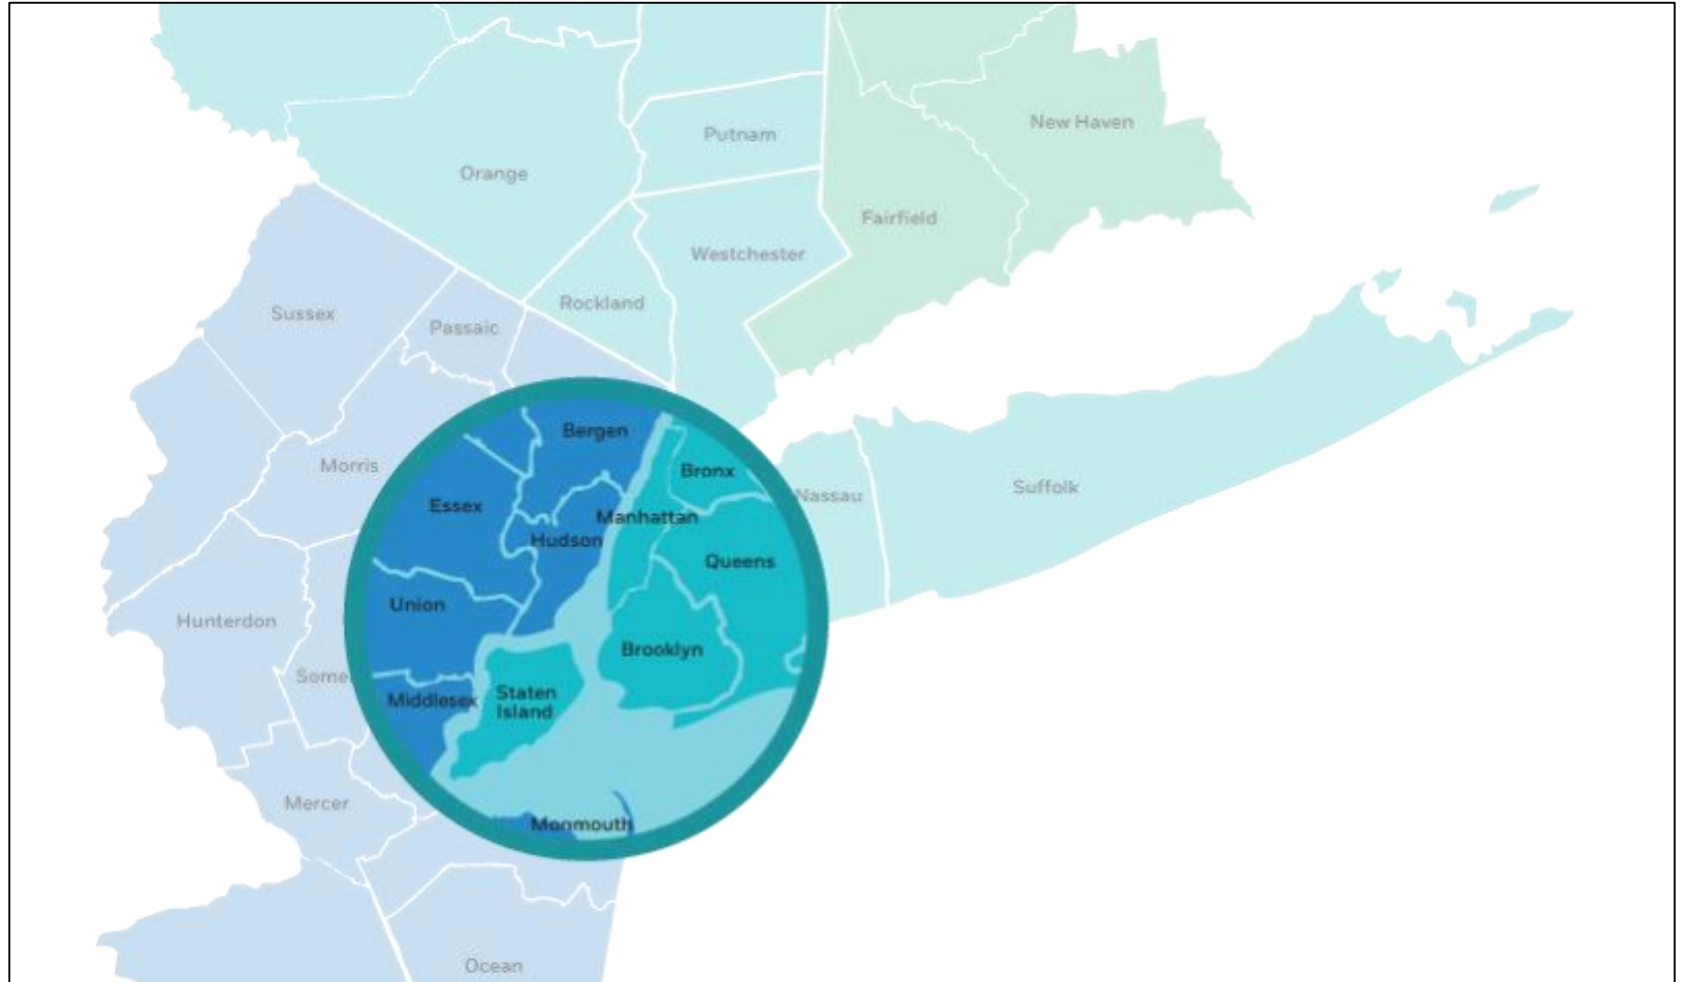 New Haven
Putnam
Orange
Fairfield
Westchester
Rockland
Sussex
Passaic
Bergen
Morris
Bronx
Nassau
Suffolk
Essex
Manhattan
Hudson
Queens
Union
Hunterdon
Brooklyn
Some
Middlesex
Staten
Island
Mercer
Monmouth
Ocean